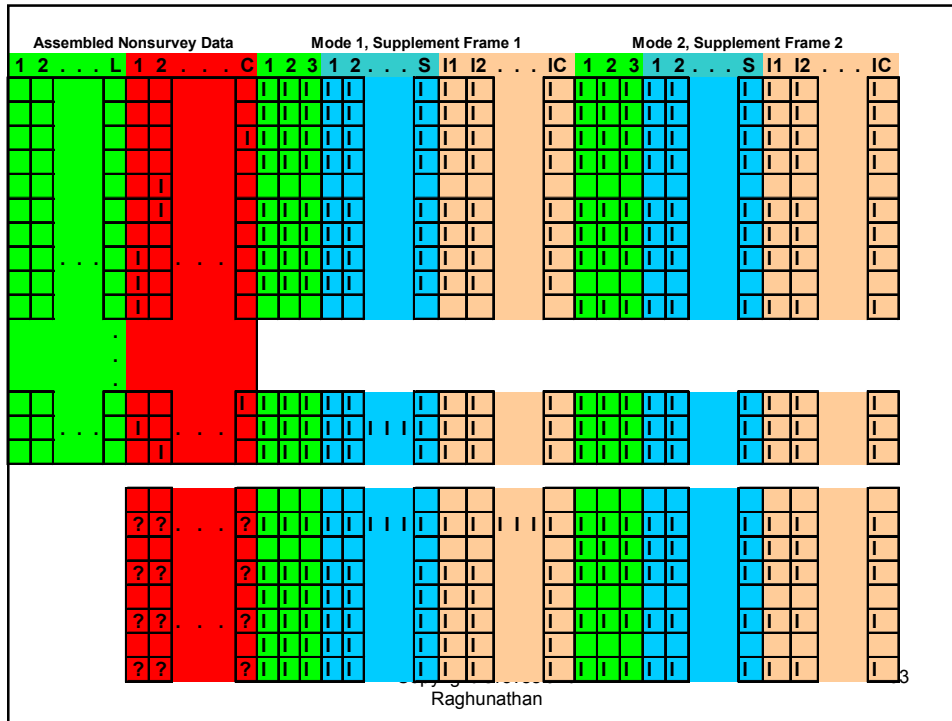 Assembled Nonsurvey Data Mode 1, Supplement Frame 1 Mode 2, Supplement Frame 2
1 2 . . . L 1 2 . . . C 1 2 3 1 2 . . . S I1 I2 . . . IC 1 2 3 1 2 . . . S I1 I2 . . . IC
I I I I I I I I I I I I I I I I I I
I I I I I I I I I I I I I I I I I I
I I I I I I I I I I I I I I I I I I I
I I I I I I I I I I I I I I I I I I
I
I I I I I I I I I I I I I I I I I I I
I I I I I I I I I I I I I I I I I I
. . . I . . . I I I I I I I I I I I I I I I I I I
I I I I I I I I I I
I I I I I I I I I I
.
.
.
I I I I I I I I I I I I I I I I I I I
. . . I . . . I I I I I I I I I I I I I I I I I I I I I
I I I I I I I I I I I I I I I I I I I
? ? . . . ? I I I I I I I I I I I I I I I I I I I I I I I I
I I I I I I I I I I
? ? ? I I I I I I I I I I I I I I I I I I
I I I I I I I I I
? ? . . . ? I I I I I I I I I I I I I I I I I I
I I I I I I I I I
? ? ? I I I I I I I I I I I I I I I I I I
3
Raghunathan